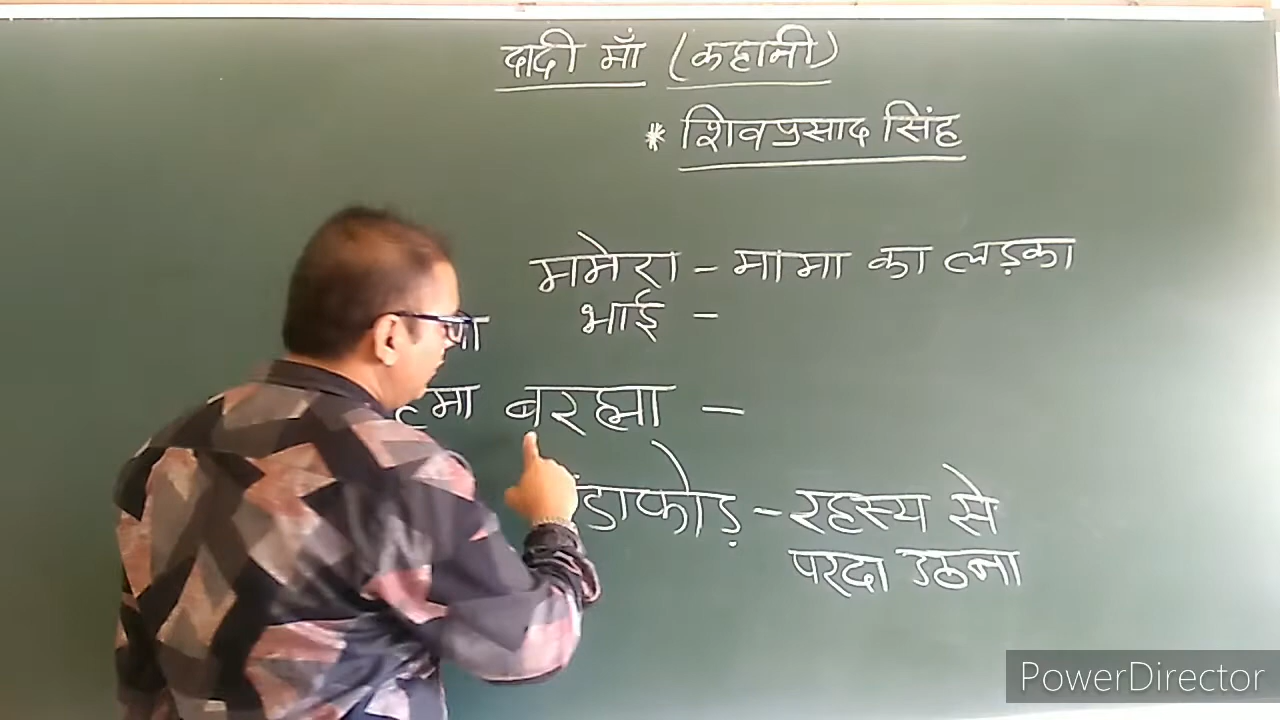 दादी माँ (कहानी)
* शिवप्रसाद सिंह
ममेरा - मामा का लड़का
भाई -
बरह्मा -
ंडाफोड़ - रहस्य से
परदा उठना
PowerDirector